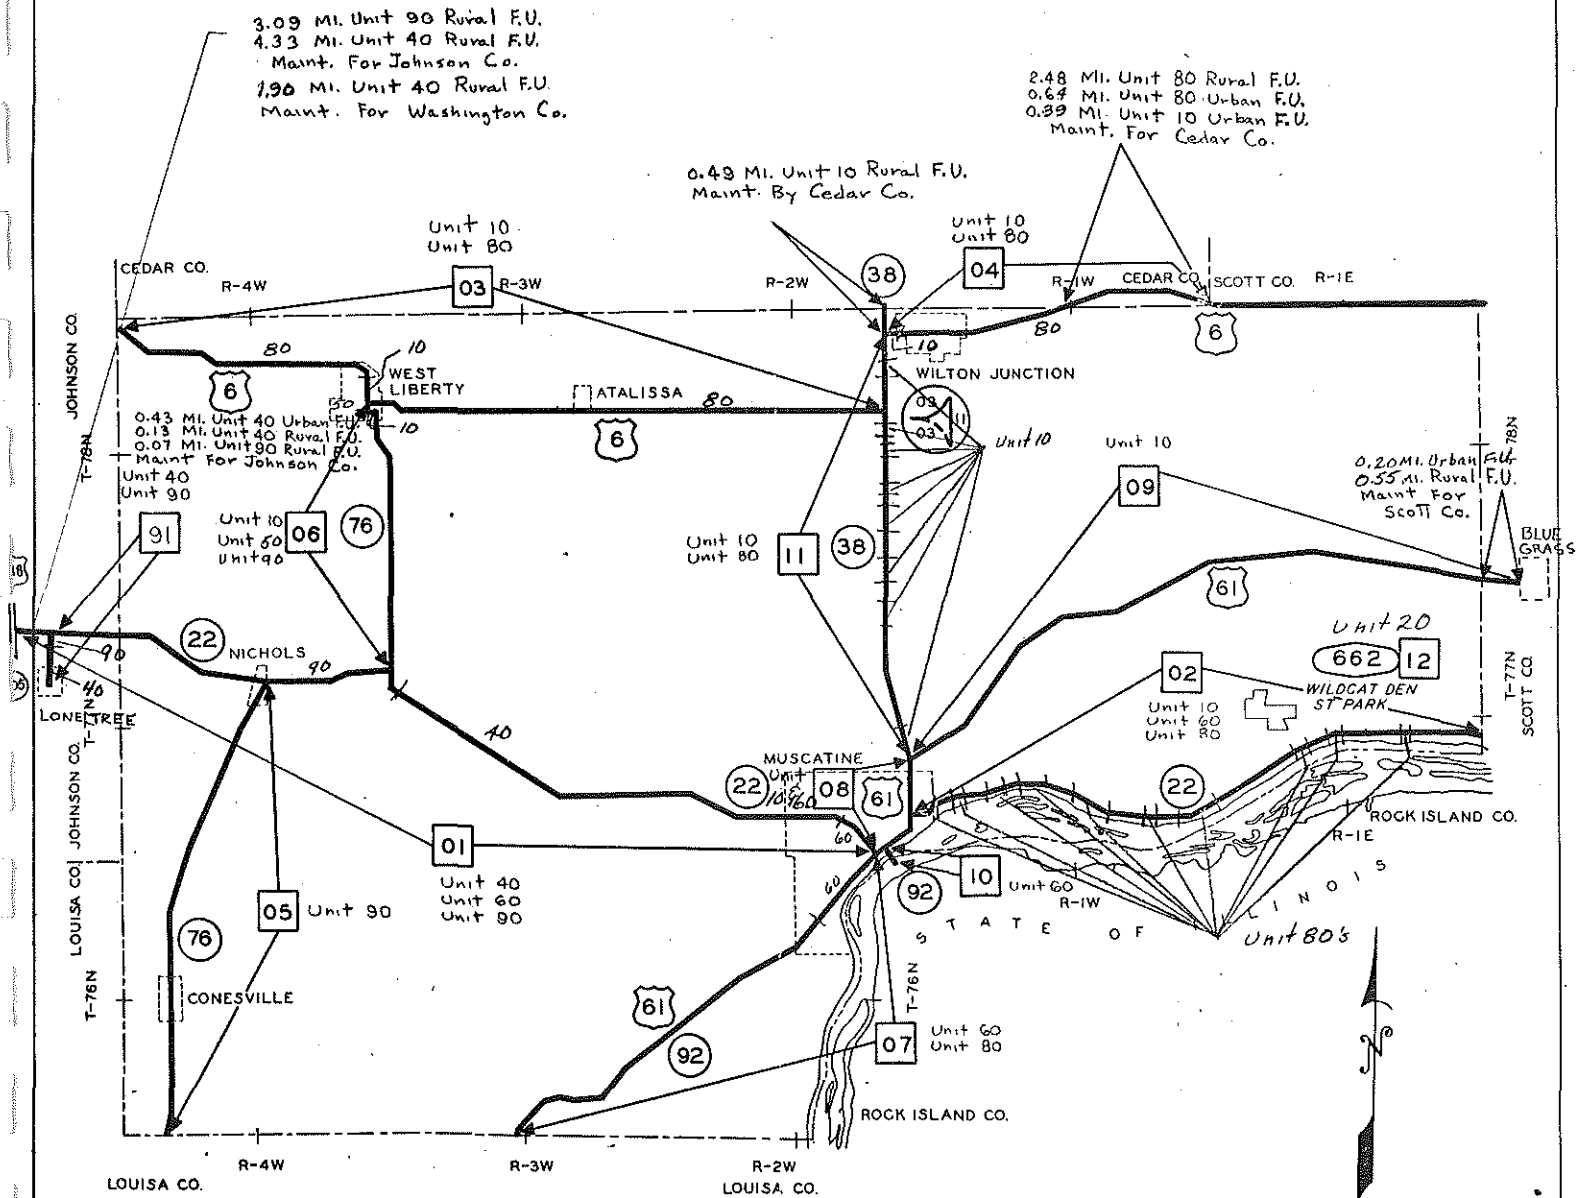 3.09 Mi. Unit 90 Rural F.U.
4.33 Mi. Unit 40 Rural F.U.
Maint. For Johnson Co.
1.90 Mi. Unit 40 Rural F.U.
Maint. For Washington Co.
2.48 Mi. Unit 80 Rural F.U.
0.64 Mi. Unit 80 Urban F.U.
0.39 Mi. Unit 10 Urban F.U.
Maint. For Cedar Co.
0.49 Mi. Unit 10 Rural F.U.
Maint. By Cedar Co.
Unit 10
Unit 80
03
Unit 10
Unit 80
04
38
CEDAR CO.
R-4W
R-3W
R-2W
R-1W
CEDAR CO.
SCOTT CO.
R-1E
JOHNSON CO.
80
10
WEST
LIBERTY
6
ATALISSA
80
6
10
WILTON JUNCTION
80
6
03
11
03
Unit 10
0.43 Mi. Unit 40 Urban F.U.
0.13 Mi. Unit 40 Rural F.U.
0.07 Mi. Unit 90 Rural F.U.
Maint For Johnson Co.
50
10
T-78N
T-78N
Unit 40
Unit 90
91
Unit 10
Unit 50
Unit 90
06
76
Unit 10
Unit 80
11
38
Unit 10
09
0.20 Mi. Urban F.U.
0.55 Mi. Rural F.U.
Maint For
Scott Co.
BLUE
GRASS
61
22
NICHOLS
90
90
40
LONE TREE
T-77N
Unit 20
662
12
WILDCAT DEN
ST PARK
T-77N
SCOTT CO.
02
Unit 10
Unit 60
Unit 80
40
MUSCATINE
Unit
10 & 60
08
61
22
22
ROCK ISLAND CO.
R-1E
JOHNSON CO.
LOUISA CO.
01
Unit 40
Unit 60
Unit 90
60
60
92
10
Unit 60
R-1W
STATE OF ILLINOIS
Unit 80's
05
Unit 90
76
CONESVILLE
T-76N
T-76N
61
92
07
Unit 60
Unit 80
ROCK ISLAND CO.
N
R-4W
R-3W
R-2W
LOUISA CO.
LOUISA CO.